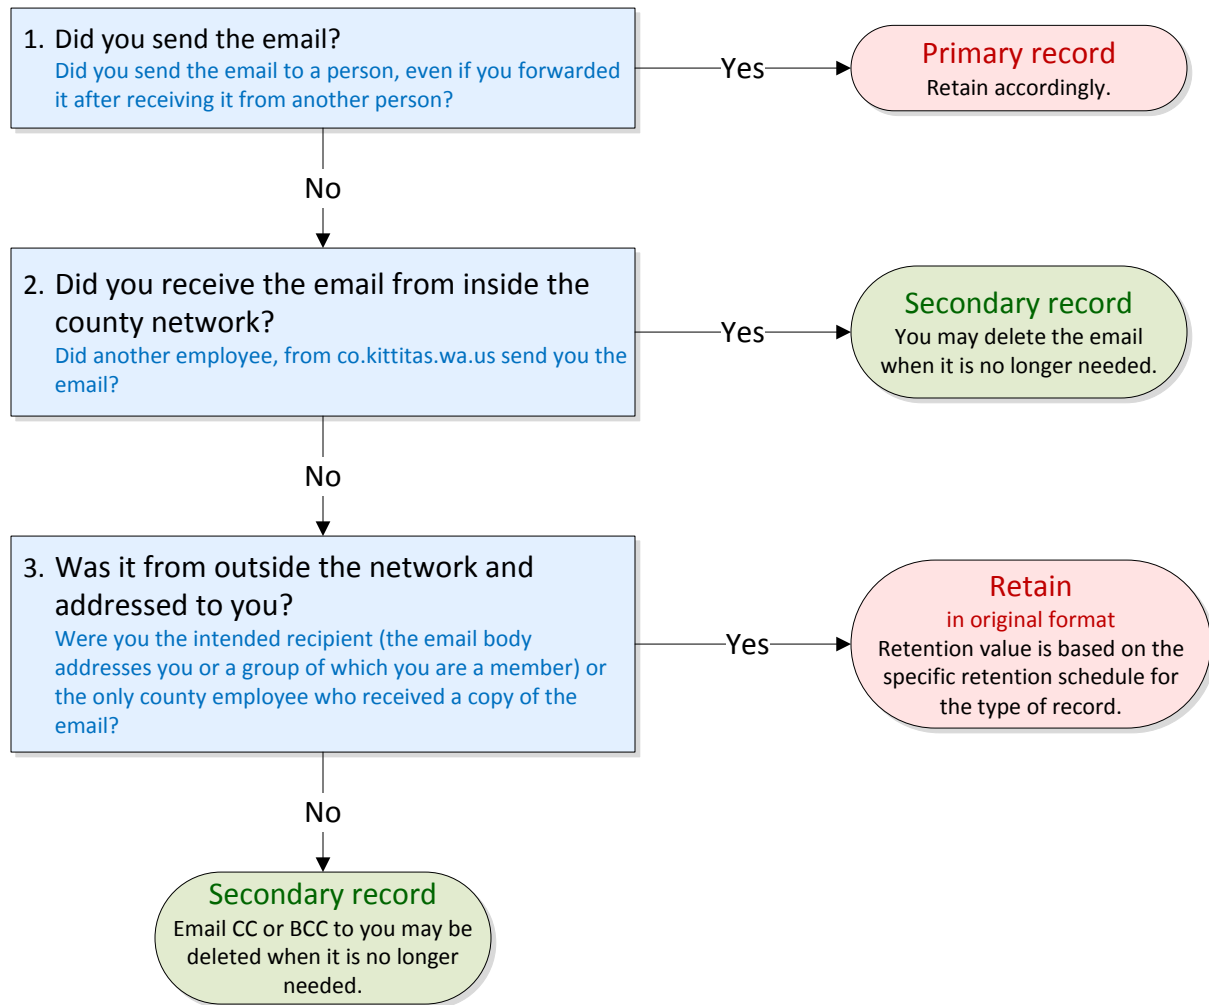 1. Did you send the email?
Did you send the email to a person, even if you forwarded
it after receiving it from another person?
Yes
Primary record
Retain accordingly.
No
2. Did you receive the email from inside the
county network?
Did another employee, from co.kittitas.wa.us send you the
email?
Yes
Secondary record
You may delete the email
when it is no longer needed.
No
3. Was it from outside the network and
addressed to you?
Were you the intended recipient (the email body
addresses you or a group of which you are a member) or
the only county employee who received a copy of the
email?
Yes
Retain
in original format
Retention value is based on the
specific retention schedule for
the type of record.
No
Secondary record
Email CC or BCC to you may be
deleted when it is no longer
needed.